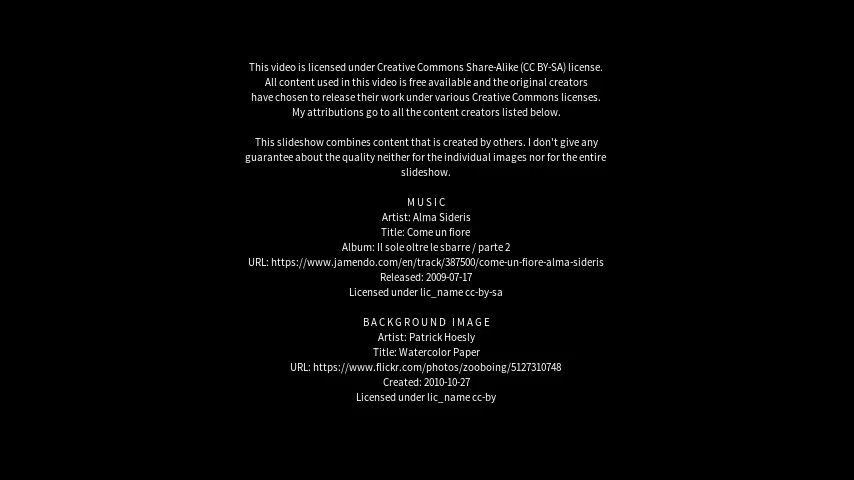 This video is licensed under Creative Commons Share-Alike (CC BY-SA) license.
All content used in this video is free available and the original creators
have chosen to release their work under various Creative Commons licenses.
My attributions go to all the content creators listed below.
This slideshow combines content that is created by others. I don't give any
guarantee about the quality neither for the individual images nor for the entire
slideshow.
MUSIC
Artist: Alma Sideris
Title: Come un fiore
Album: Il sole oltre le sbarre / parte 2
URL: https://www.jamendo.com/en/track/387500/come-un-fiore-alma-sideris
Released: 2009-07-17
Licensed under lic_name cc-by-sa
BACKGROUND IMAGE
Artist: Patrick Hoesly
Title: Watercolor Paper
URL: https://www.flickr.com/photos/zooboing/5127310748
Created: 2010-10-27
Licensed under lic_name cc-by